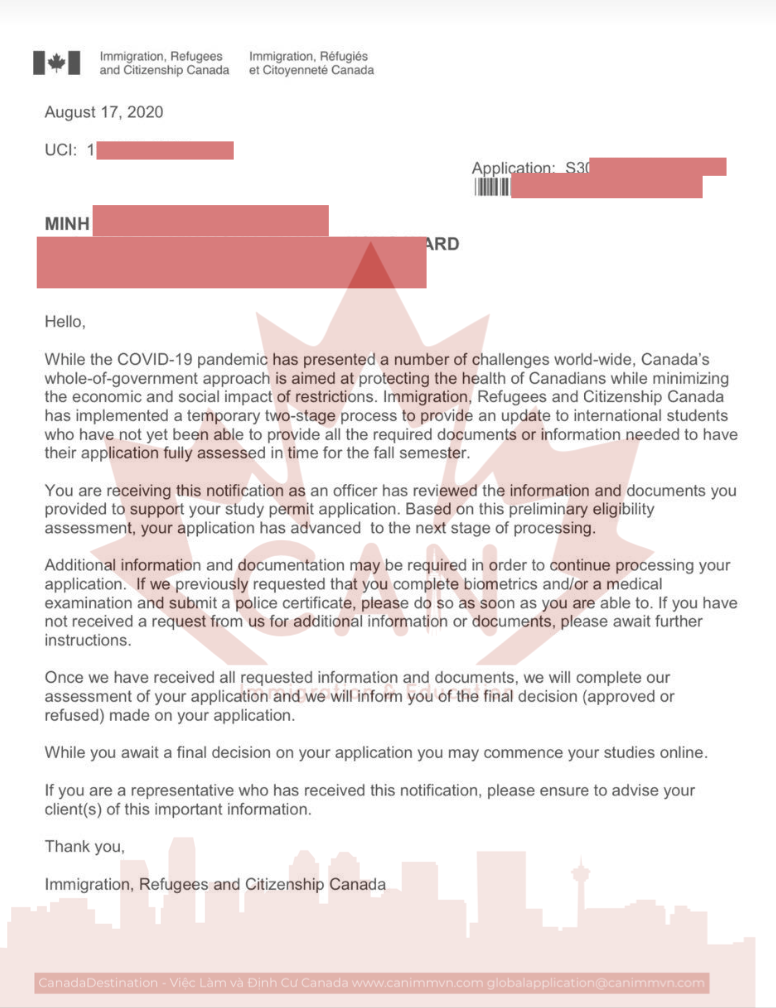 Immigration, Refugees and Citizenship Canada
Immigration, Réfugiés et Citoyenneté Canada
August 17, 2020
UCI: 1
Application: S30
MINH
ARD
Hello,
While the COVID-19 pandemic has presented a number of challenges world-wide, Canada's
whole-of-government approach is aimed at protecting the health of Canadians while minimizing
the economic and social impact of restrictions. Immigration, Refugees and Citizenship Canada
has implemented a temporary two-stage process to provide an update to international students
who have not yet been able to provide all the required documents or information needed to have
their application fully assessed in time for the fall semester.
You are receiving this notification as an officer has reviewed the information and documents you
provided to support your study permit application. Based on this preliminary eligibility
assessment, your application has advanced to the next stage of processing.
Additional information and documentation may be required in order to continue processing your
application. If we previously requested that you complete biometrics and/or a medical
examination and submit a police certificate, please do so as soon as you are able to. If you have
not received a request from us for additional information or documents, please await further
instructions.
CAN
Once we have received all requested information and documents, we will complete our
assessment of your application and we will inform you of the final decision (approved or
refused) made on your application.
Immigration & Education
While you await a final decision on your application you may commence your studies online.
If you are a representative who has received this notification, please ensure to advise your
client(s) of this important information.
Thank you,
Immigration, Refugees and Citizenship Canada
CanadaDestination - Việc Làm và Định Cư Canada www.canimmvn.com globalapplication@canimmvn.com